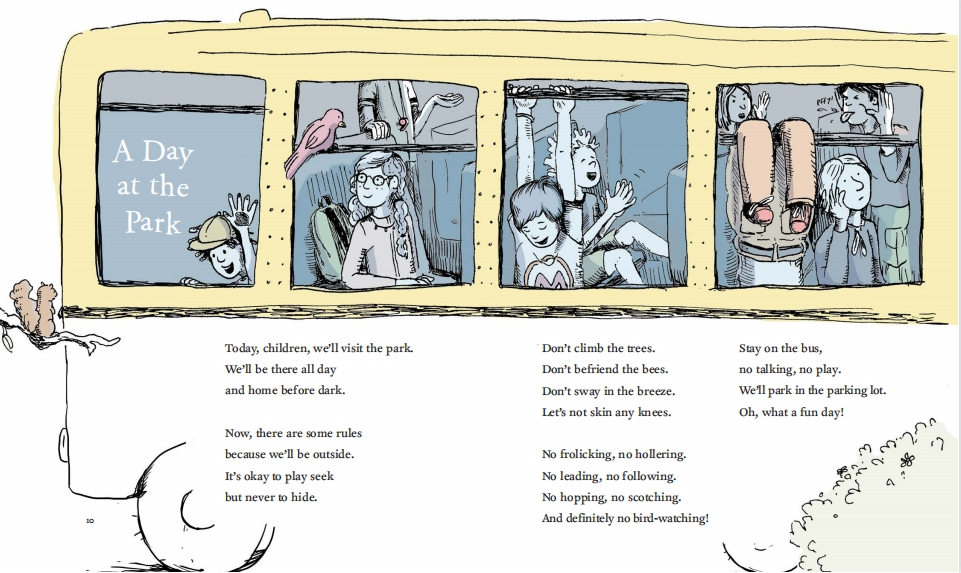 A Day
at the
Park
PFFT
Today, children, we’ll visit the park.
We’ll be there all day
and home before dark.
Now, there are some rules
because we’ll be outside.
It’s okay to play seek
but never to hide.
Don’t climb the trees.
Don’t befriend the bees.
Don’t sway in the breeze.
Let’s not skin any knees.
No frolicking, no hollering.
No leading, no following.
No hopping, no scotching.
And definitely no bird-watching!
Stay on the bus,
no talking, no play.
We’ll park in the parking lot.
Oh, what a fun day!
10